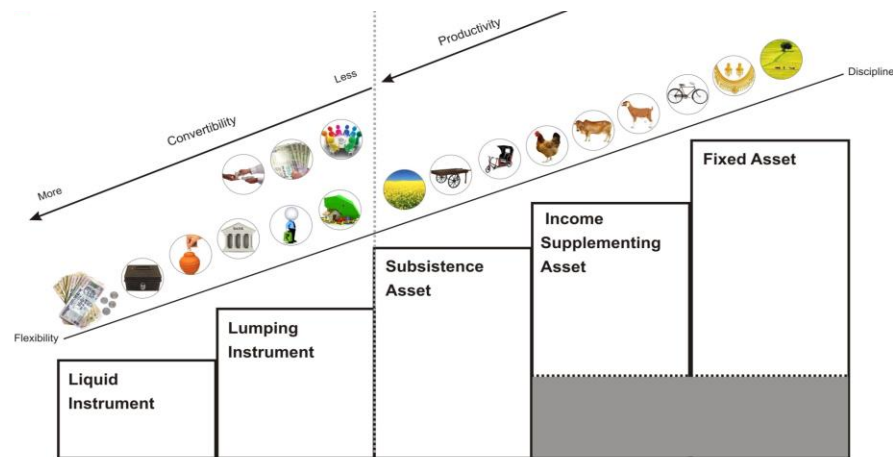 Productivity
Less
Convertibility
More
Discipline
Flexibility
Fixed Asset
Income
Supplementing
Asset
Subsistence
Asset
Lumping
Instrument
Liquid
Instrument